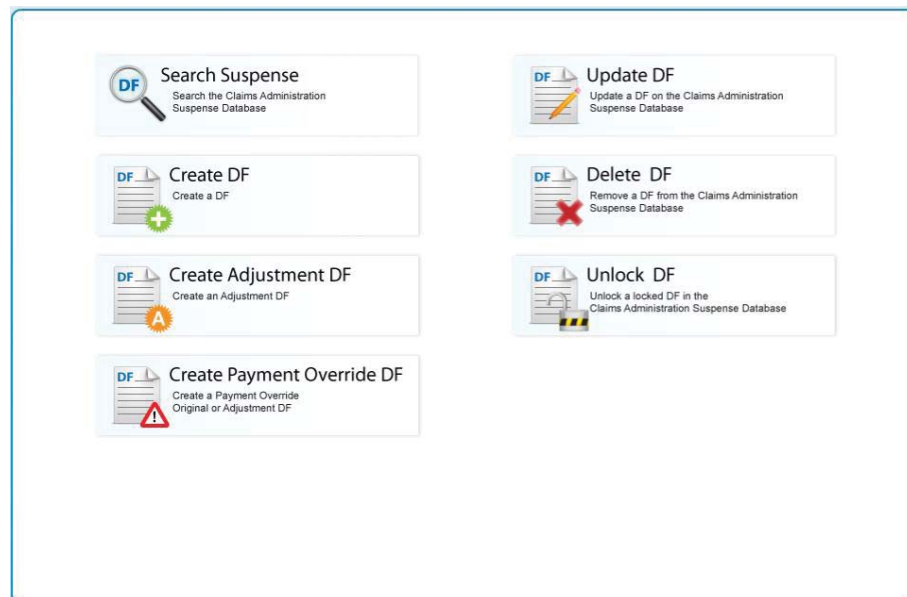 DF
Search Suspense
Search the Claims Administration
Suspense Database
DF
Create DF
Create a DF
DF
A
Create Adjustment DF
Create an Adjustment DF
DF
!
Create Payment Override DF
Create a Payment Override
Original or Adjustment DF
DF
Update DF
Update a DF on the Claims Administration
Suspense Database
DF
Delete DF
Remove a DF from the Claims Administration
Suspense Database
DF
Unlock DF
Unlock a locked DF in the
Claims Administration Suspense Database